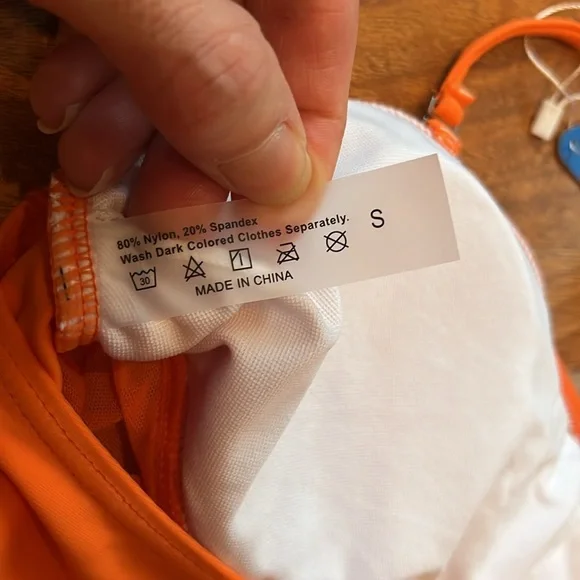 80% Nylon, 20% Spandex
Wash Dark Colored Clothes Separately. S
30
MADE IN CHINA